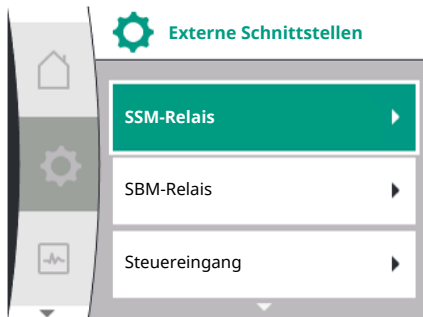 Externe Schnittstellen
SSM-Relais
SBM-Relais
Steuereingang